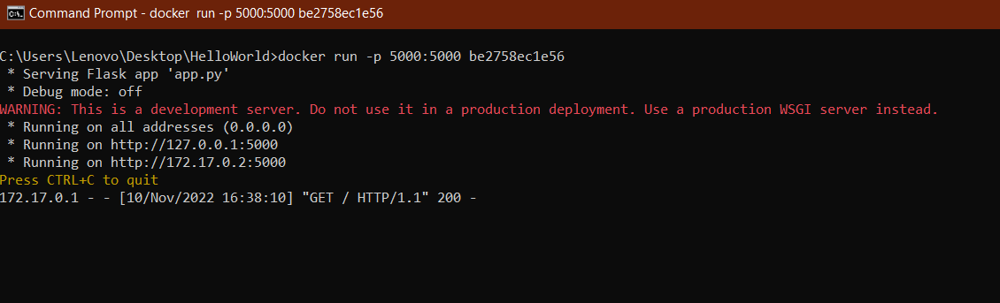 Command Prompt - docker  run -p 5000:5000 be2758ec1e56
C:\Users\Lenovo\Desktop\HelloWorld>docker run -p 5000:5000 be2758ec1e56
 * Serving Flask app 'app.py'
 * Debug mode: off
WARNING: This is a development server. Do not use it in a production deployment. Use a production WSGI server instead.
 * Running on all addresses (0.0.0.0)
 * Running on http://127.0.0.1:5000
 * Running on http://172.17.0.2:5000
Press CTRL+C to quit
172.17.0.1 - - [10/Nov/2022 16:38:10] "GET / HTTP/1.1" 200 -